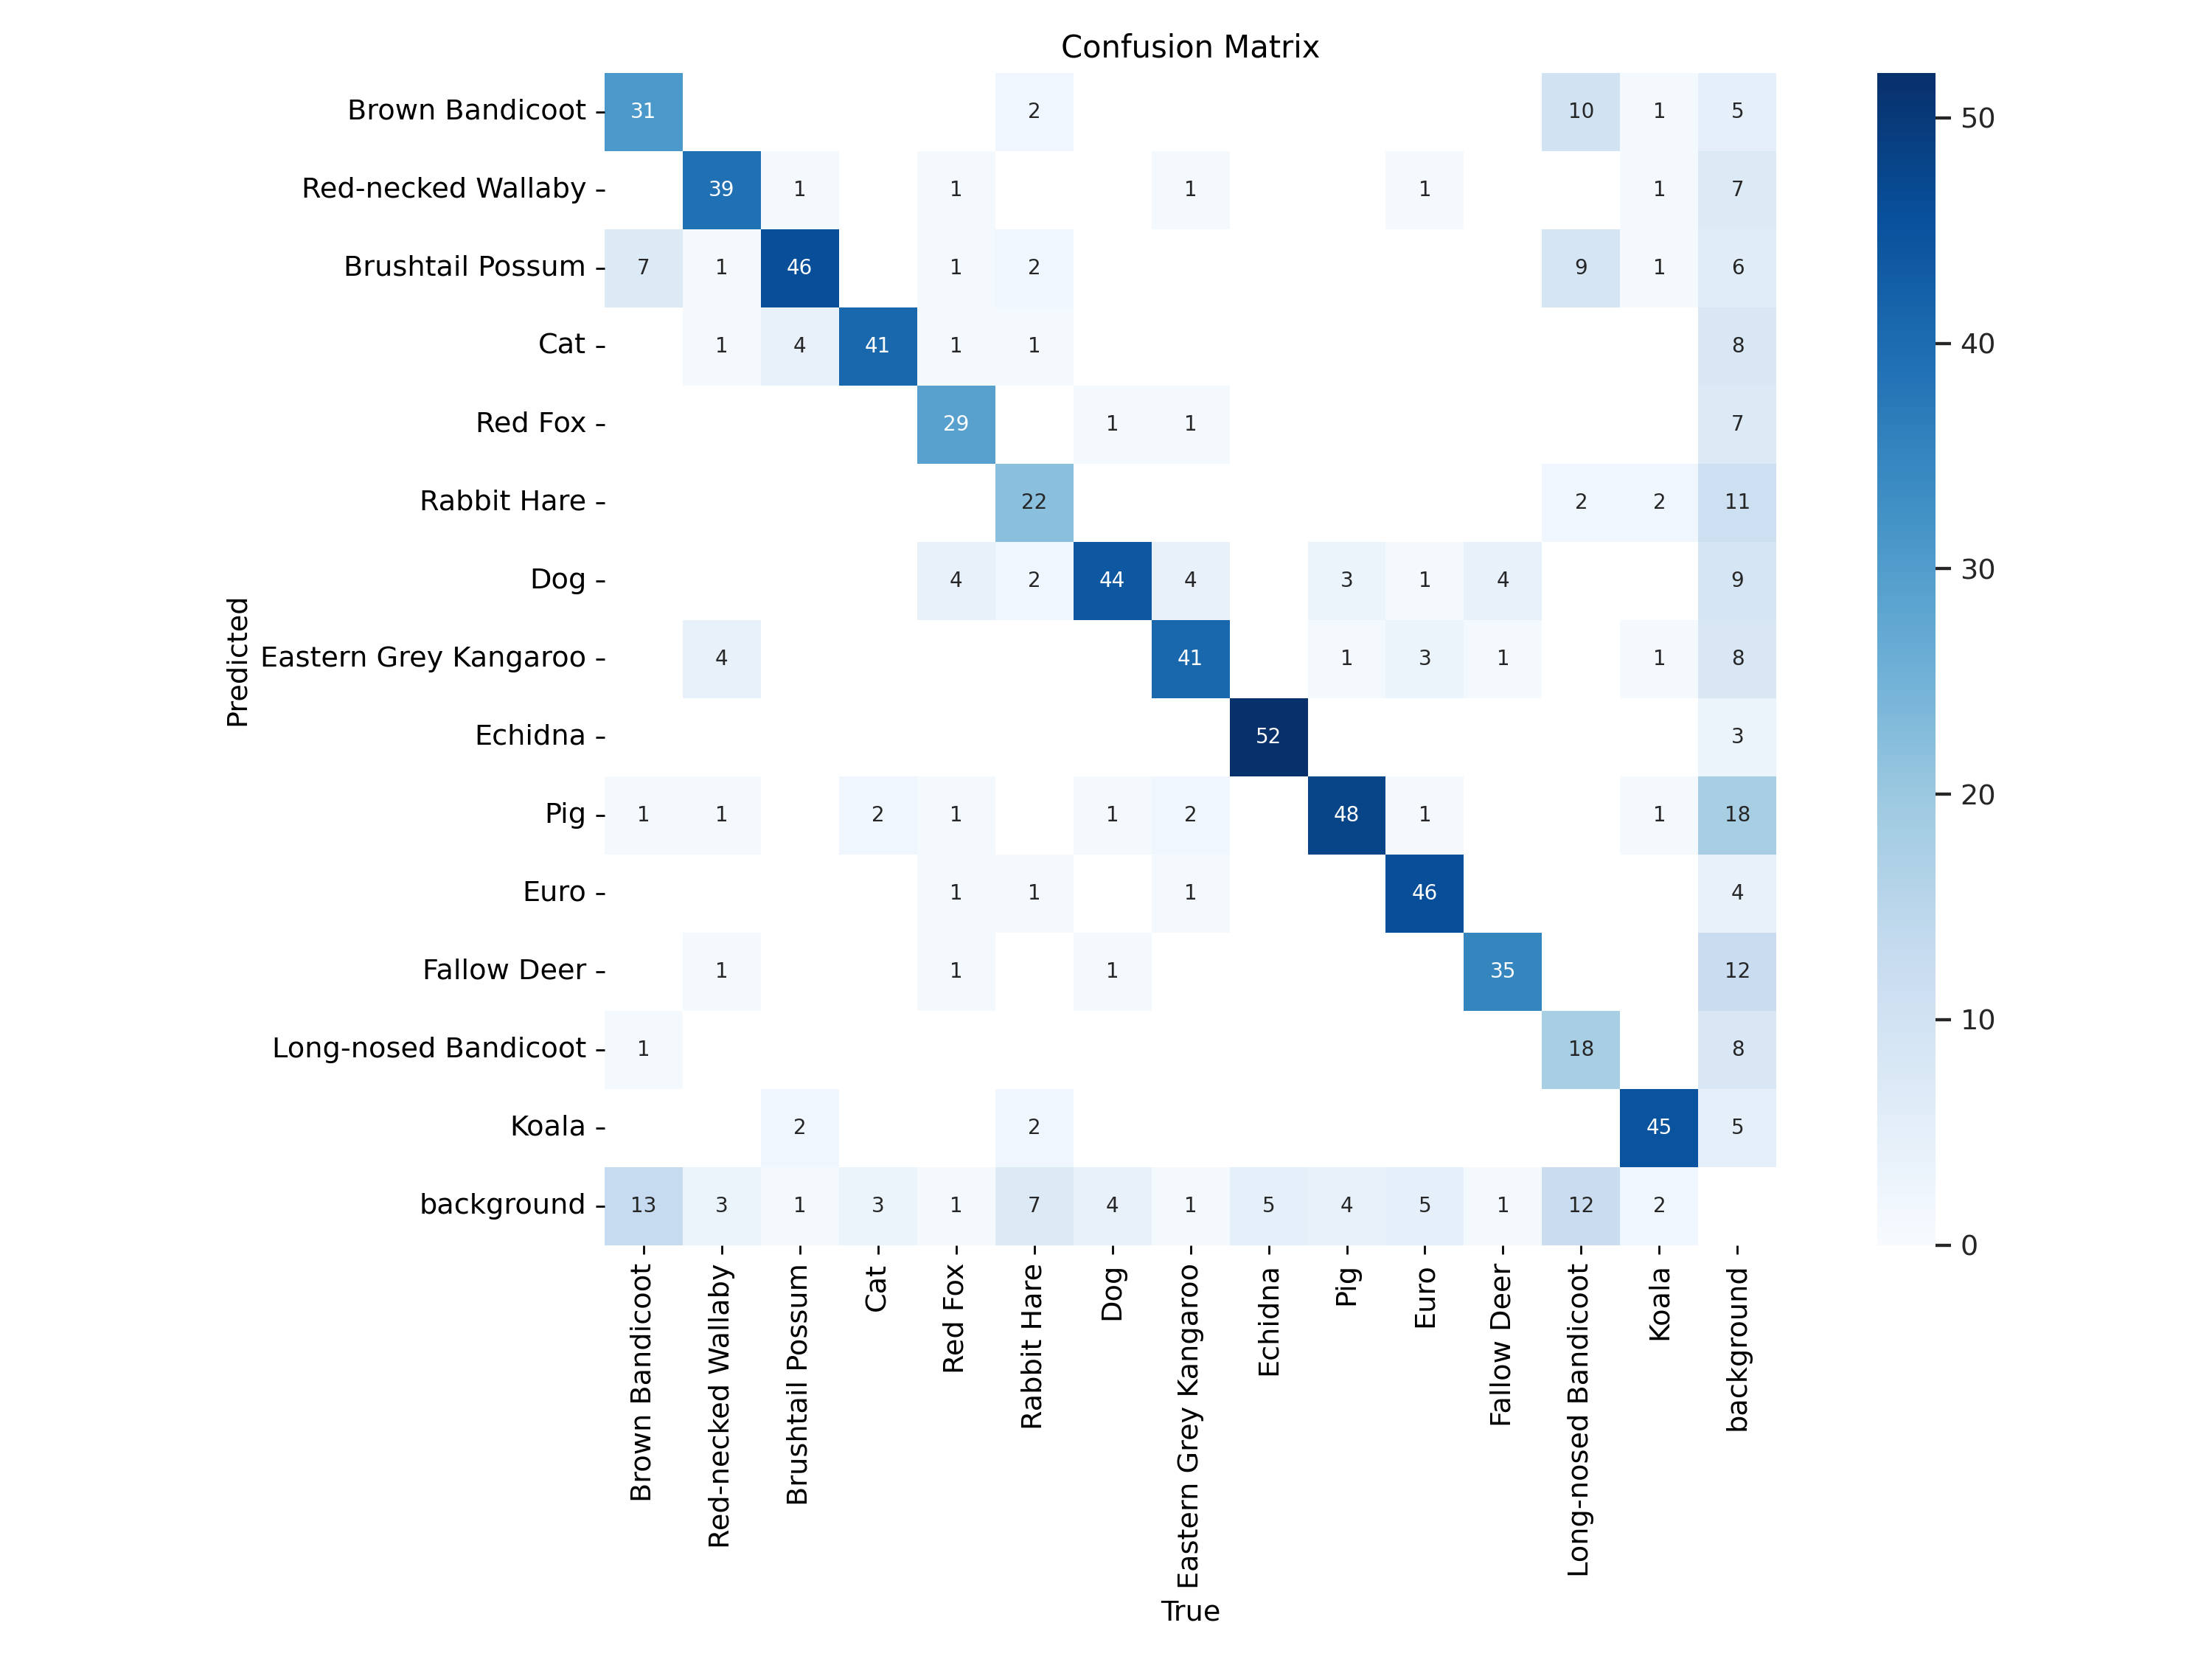 Confusion Matrix
Predicted
Brown Bandicoot 31 2 10 1 5
Red-necked Wallaby 39 1 1 1 1 1 7
Brushtail Possum 7 1 46 1 2 9 1 6
Cat 1 4 41 1 1 8
Red Fox 29 1 1 7
Rabbit Hare 22 2 2 11
Dog 4 2 44 4 3 1 4 9
Eastern Grey Kangaroo 4 41 1 3 1 1 8
Echidna 52 3
Pig 1 1 2 1 1 2 48 1 1 18
Euro 1 1 1 46 4
Fallow Deer 1 1 1 35 12
Long-nosed Bandicoot 1 18 8
Koala 2 2 45 5
background 13 3 1 3 1 7 4 1 5 4 5 1 12 2
Brown Bandicoot
Red-necked Wallaby
Brushtail Possum
Cat
Red Fox
Rabbit Hare
Dog
Eastern Grey Kangaroo
Echidna
Pig
Euro
Fallow Deer
Long-nosed Bandicoot
Koala
background
True
50
40
30
20
10
0